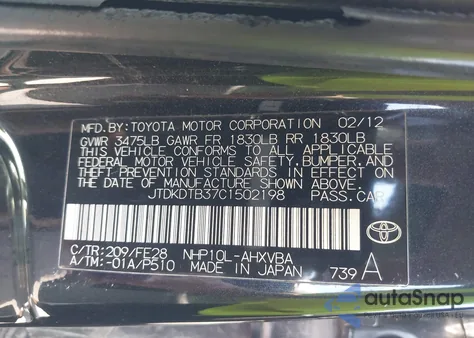 MFD.BY:TOYOTA MOTOR CORPORATION 02/12
GVWR 3475LB GAWR FR 1830LB RR 1830LB
THIS VEHICLE CONFORMS TO ALL APPLICABLE
FEDERAL MOTOR VEHICLE SAFETY, BUMPER, AND
THEFT PREVENTION STANDARDS IN EFFECT ON
THE DATE OF MANUFACTURE SHOWN ABOVE.
JTDKDTB37C1502198 PASS.CAR
C/TR:209/FE28 NHP10L-AHXVBA
A/TM:-01A/P510 MADE IN JAPAN 739 A
autoSnap